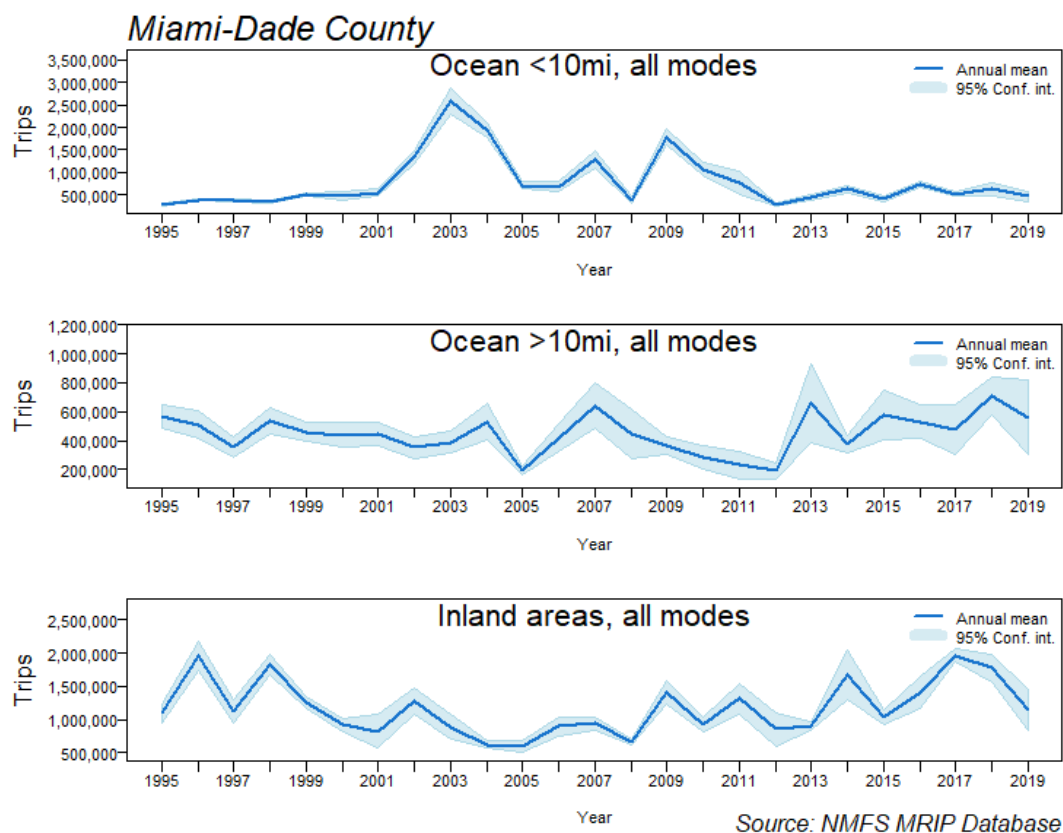 Miami-Dade County
Ocean <10mi, all modes
Annual mean
95% Conf. int.
Trips
3,500,000
3,000,000
2,500,000
2,000,000
1,500,000
1,000,000
500,000
1995 1997 1999 2001 2003 2005 2007 2009 2011 2013 2015 2017 2019
Year
Ocean >10mi, all modes
Annual mean
95% Conf. int.
Trips
1,200,000
1,000,000
800,000
600,000
400,000
200,000
1995 1997 1999 2001 2003 2005 2007 2009 2011 2013 2015 2017 2019
Year
Inland areas, all modes
Annual mean
95% Conf. int.
Trips
2,500,000
2,000,000
1,500,000
1,000,000
500,000
1995 1997 1999 2001 2003 2005 2007 2009 2011 2013 2015 2017 2019
Year
Source: NMFS MRIP Database